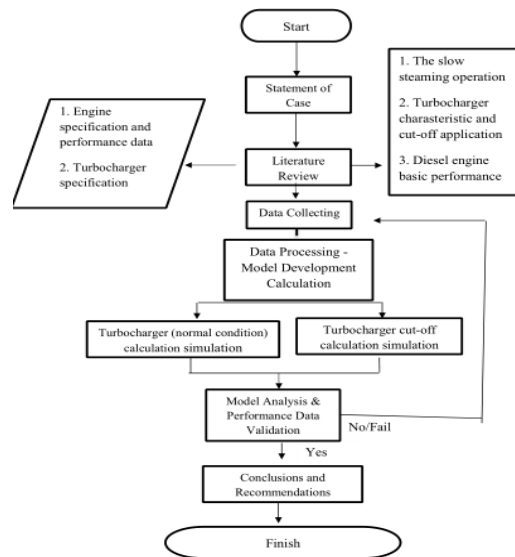 Start
Statement of
Case
1. Engine
specification and
performance data
2. Turbocharger
specification
Literature
Review
1. The slow
steaming operation
2. Turbocharger
charasteristic and
cut-off application
3. Diesel engine
basic performance
Data Collecting
Data Processing -
Model Development
Calculation
Turbocharger (normal condition)
calculation simulation
Turbocharger cut-off
calculation simulation
Model Analysis &
Performance Data
Validation
No/Fail
Yes
Conclusions and
Recommendations
Finish